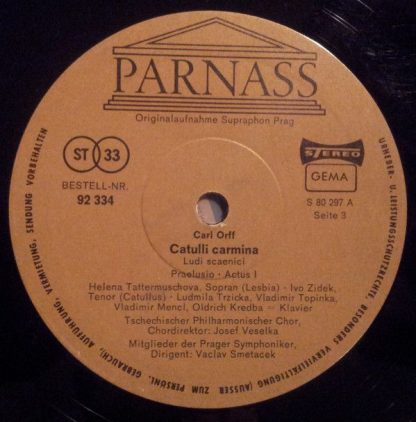 PARNASS
Originalaufnahme Supraphon Prag
ST 33
BESTELL-NR.
92 334
STEREO
GEMA
S 80 297 A
Seite 3
Carl Orff
Catulli carmina
Ludi scaenici
Praelusio · Actus I
Helena Tattermuschova, Sopran (Lesbia) · Ivo Zidek,
Tenor (Catullus) · Ludmila Trzicka, Vladimir Topinka,
Vladimir Mencl, Oldrich Kredba = Klavier
Tschechischer Philharmonischer Chor,
Chordirektor: Josef Veselka
Mitglieder der Prager Symphoniker,
Dirigent: Vaclav Smetacek
URHEBER- U. LEISTUNGSSCHUTZRECHTE, BESONDERS VERVIELFÄLTIGUNG (AUSSER ZUM PERSÖNL. GEBRAUCH), AUFFÜHRUNG, VERMIETUNG, SENDUNG VORBEHALTEN